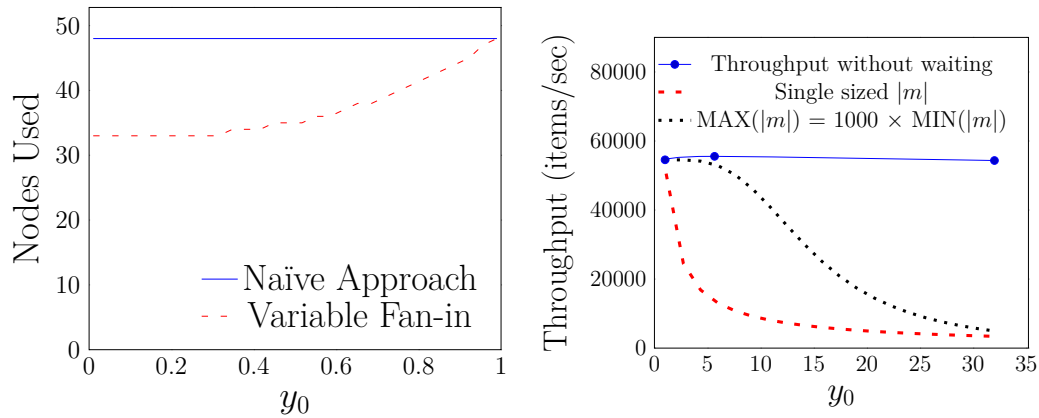 50
40
30
20
10
0
Nodes Used
Naïve Approach
Variable Fan-in
0 0.2 0.4 0.6 0.8 1
y₀
80000
60000
40000
20000
0
Throughput (items/sec)
Throughput without waiting
Single sized |m|
MAX(|m|) = 1000 × MIN(|m|)
0 5 10 15 20 25 30 35
y₀